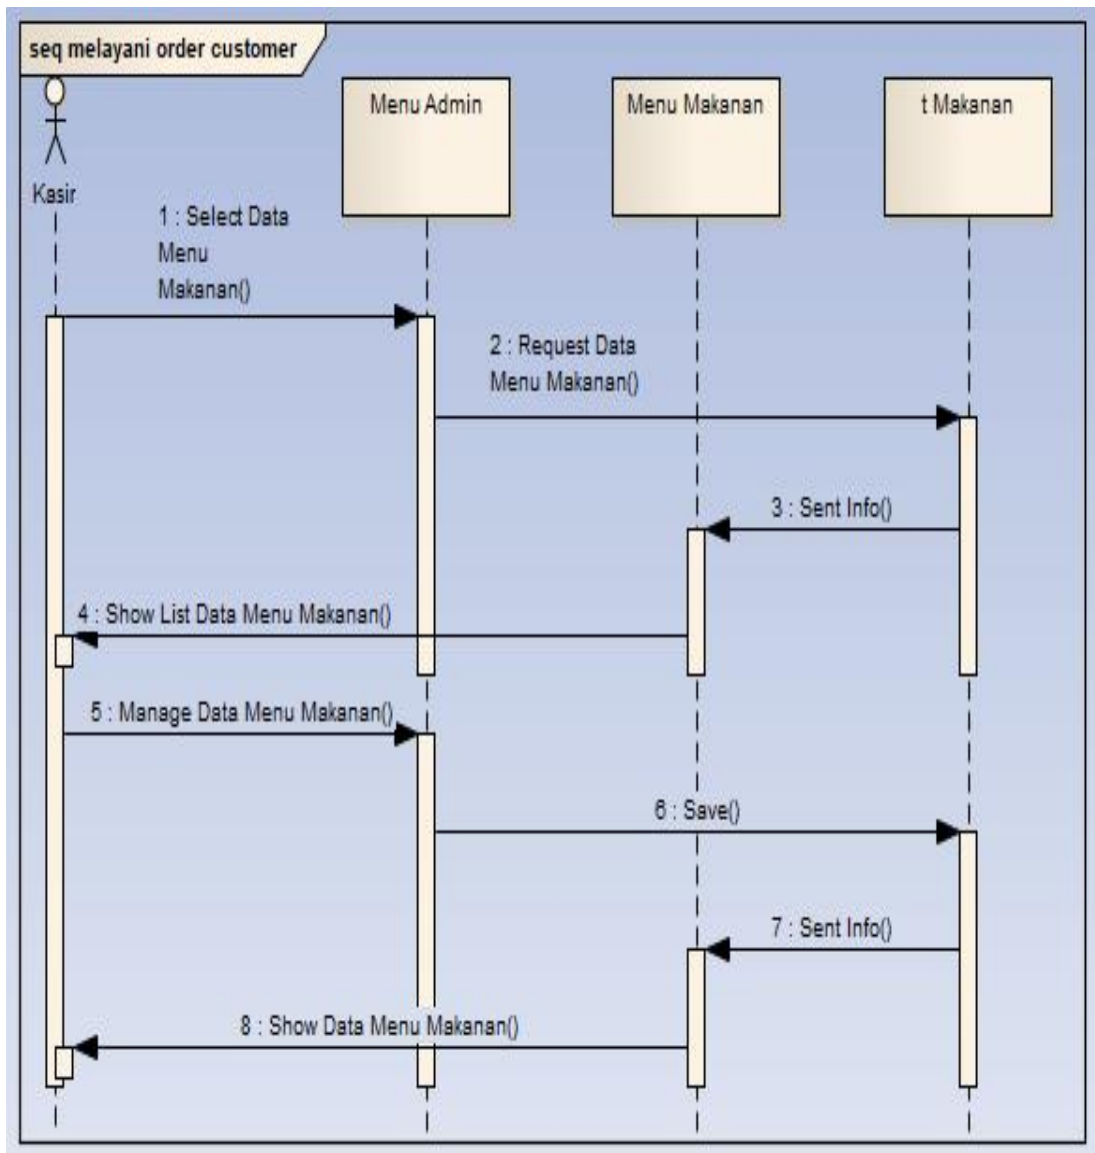 seq melayani order customer
Menu Admin
Menu Makanan
t Makanan
Kasir
1 : Select Data
Menu
Makanan()
2 : Request Data
Menu Makanan()
3 : Sent Info()
4 : Show List Data Menu Makanan()
5 : Manage Data Menu Makanan()
6 : Save()
7 : Sent Info()
8 : Show Data Menu Makanan()